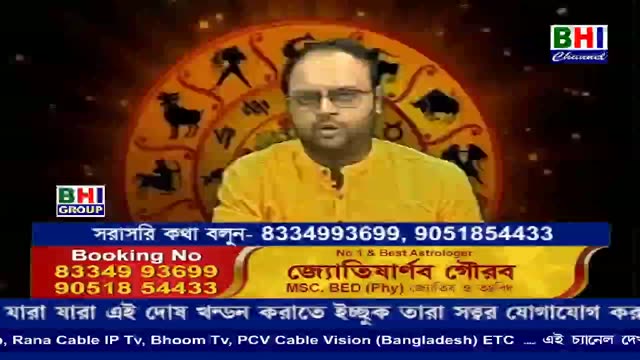 BHI
Channel
BHI
GROUP
সরাসরি কথা বলুন- 8334993699, 9051854433
Booking No
83349 93699
90518 54433
No 1 & Best Astrologer
জ্যোতিষার্ণব গৌরব
MSC, BED (Phy) জ্যোতিষ ও তন্ত্রবিদ
যারা যারা এই দোষ খন্ডন করাতে ইচ্ছুক তারা সত্ত্বর যোগাযোগ কর
, Rana Cable IP Tv, Bhoom Tv, PCV Cable Vision (Bangladesh) ETC ... এই চ্যানেল দে